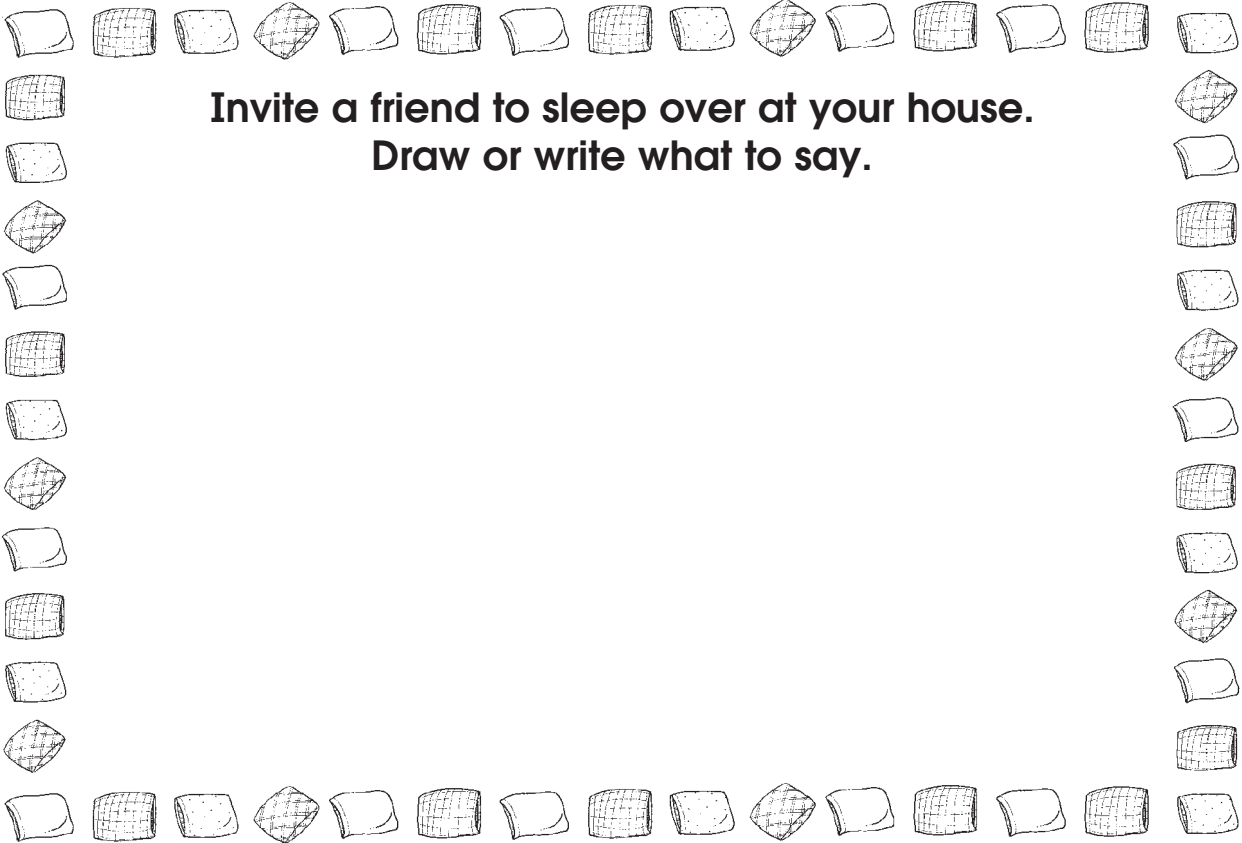 Invite a friend to sleep over at your house.
Draw or write what to say.